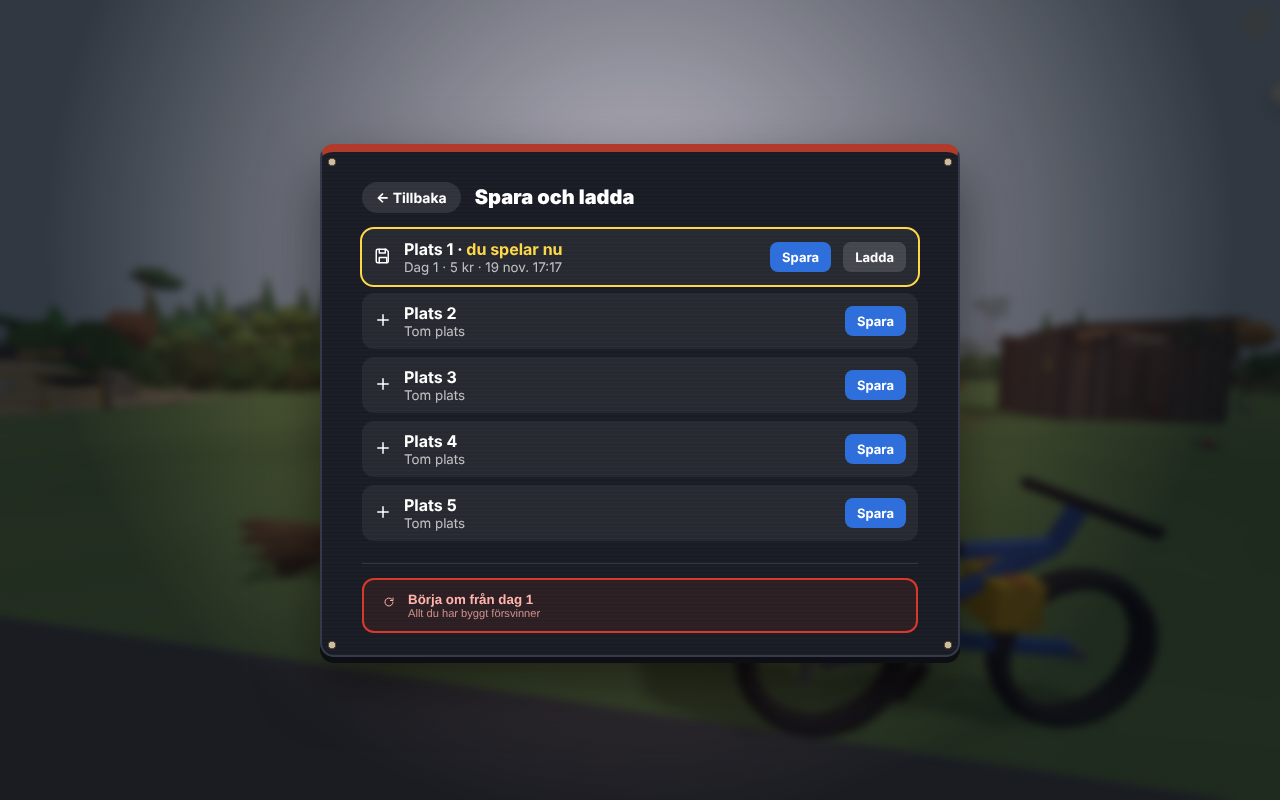 ← Tillbaka Spara och ladda
Plats 1 · du spelar nu
Dag 1 · 5 kr · 19 nov. 17:17
Spara Ladda
Plats 2
Tom plats
Spara
Plats 3
Tom plats
Spara
Plats 4
Tom plats
Spara
Plats 5
Tom plats
Spara
Börja om från dag 1
Allt du har byggt försvinner